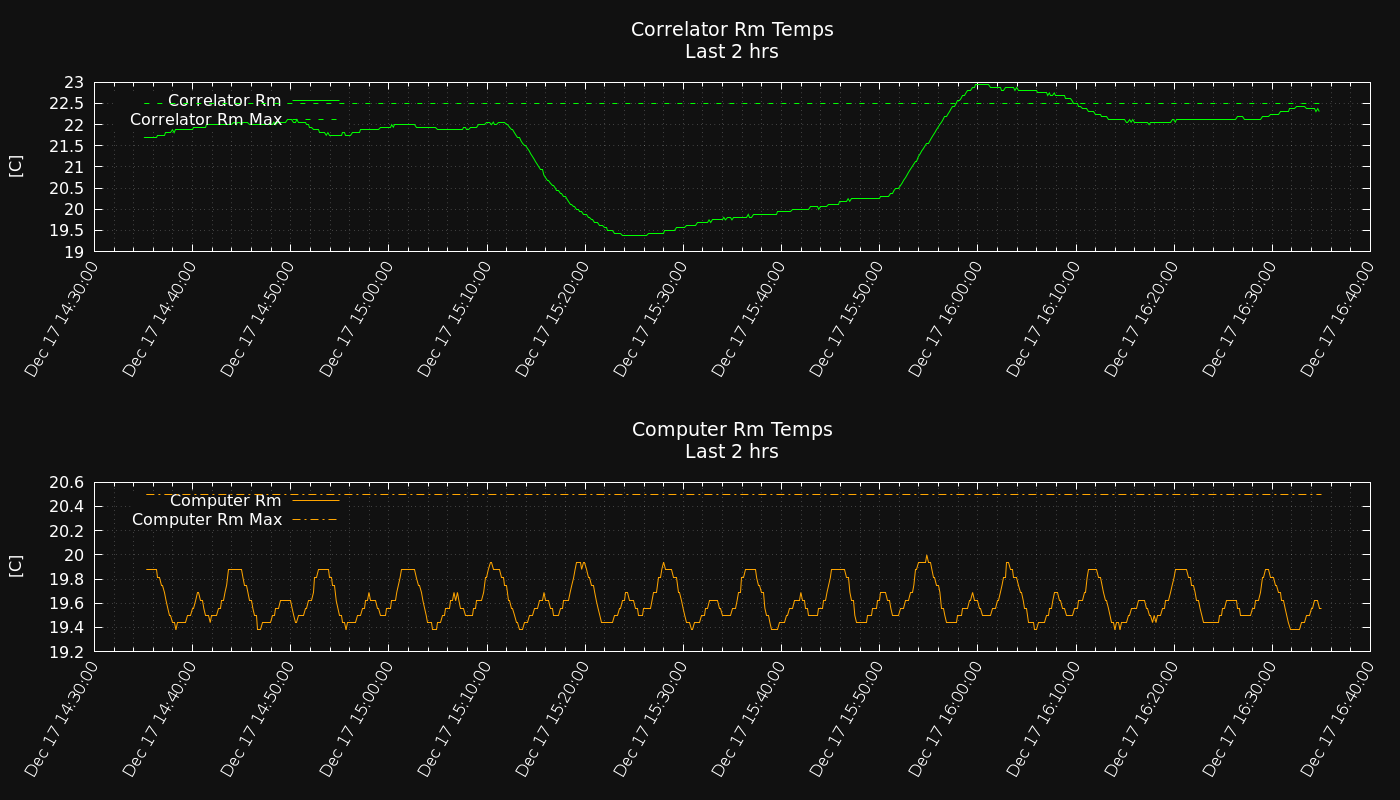 Correlator Rm Temps
Last 2 hrs
[C]
23
22.5
22
21.5
21
20.5
20
19.5
19
Correlator Rm
Correlator Rm Max
Dec 17 14:30:00
Dec 17 14:40:00
Dec 17 14:50:00
Dec 17 15:00:00
Dec 17 15:10:00
Dec 17 15:20:00
Dec 17 15:30:00
Dec 17 15:40:00
Dec 17 15:50:00
Dec 17 16:00:00
Dec 17 16:10:00
Dec 17 16:20:00
Dec 17 16:30:00
Dec 17 16:40:00
Computer Rm Temps
Last 2 hrs
[C]
20.6
20.4
20.2
20
19.8
19.6
19.4
19.2
Computer Rm
Computer Rm Max
Dec 17 14:30:00
Dec 17 14:40:00
Dec 17 14:50:00
Dec 17 15:00:00
Dec 17 15:10:00
Dec 17 15:20:00
Dec 17 15:30:00
Dec 17 15:40:00
Dec 17 15:50:00
Dec 17 16:00:00
Dec 17 16:10:00
Dec 17 16:20:00
Dec 17 16:30:00
Dec 17 16:40:00